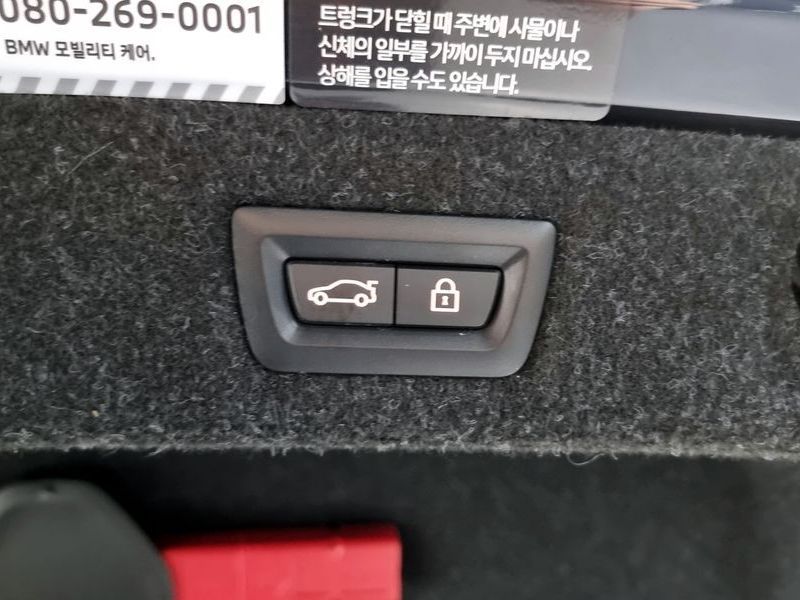 080-269-0001
BMW 모빌리티 케어.
트렁크가 닫힐 때 주변에 사물이나
신체의 일부를 가까이 두지 마십시오.
상해를 입을 수도 있습니다.